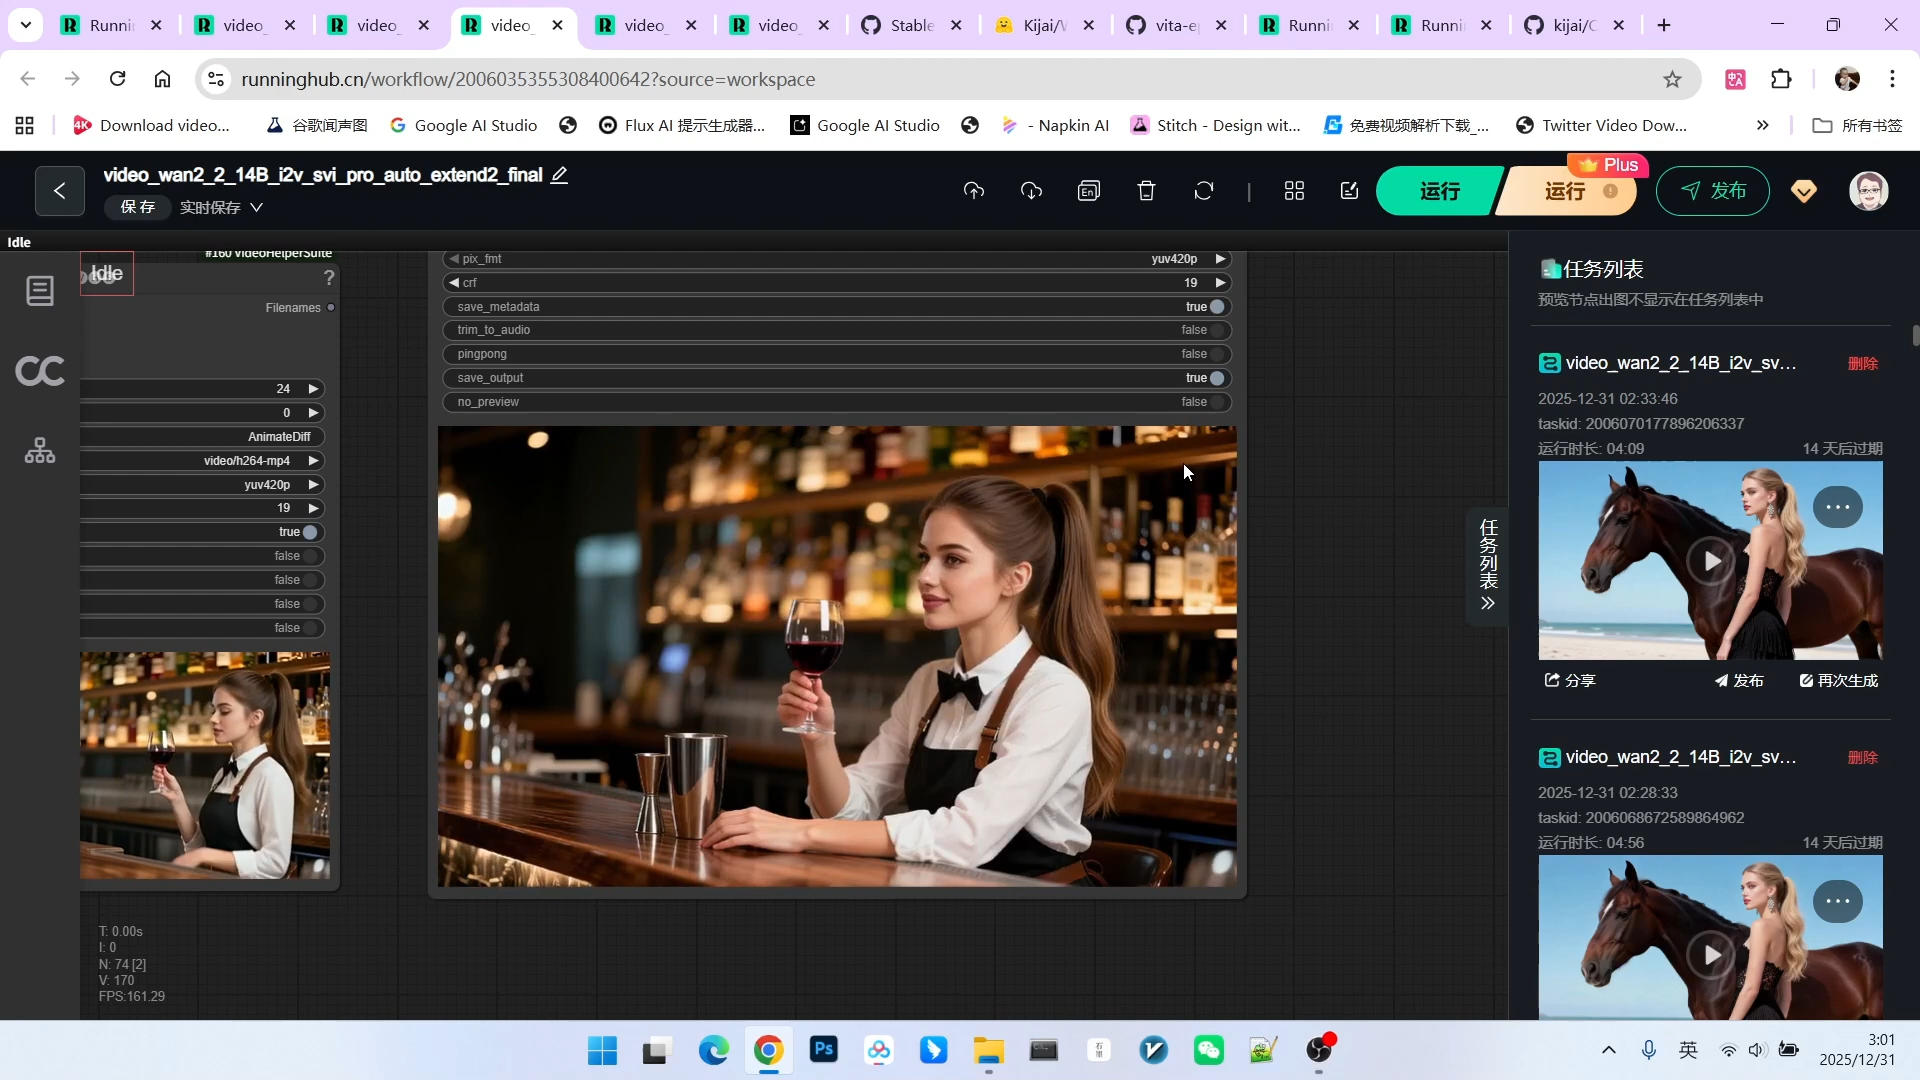 Runni
video_
video_
video_
video_
video_
Stable
Kijai/V
vita-e
Runni
Runni
kijai/C
runninghub.cn/workflow/2006035355308400642?source=workspace
Download video...
谷歌闻声图
Google AI Studio
Flux AI 提示生成器...
Google AI Studio
- Napkin AI
Stitch - Design wit...
免费视频解析下载_...
Twitter Video Dow...
所有书签
video_wan2_2_14B_i2v_svi_pro_auto_extend2_final
保存
实时保存
运行
运行
Plus
发布
Idle
Idle
#160 VideoHelperSuite
Filenames
24
0
AnimateDiff
video/h264-mp4
yuv420p
19
true
false
false
false
false
pix_fmt yuv420p
crf 19
save_metadata true
trim_to_audio false
pingpong false
save_output true
no_preview false
T: 0.00s
I: 0
N: 74 [2]
V: 170
FPS:161.29
任务列表
任务列表
预览节点出图不显示在任务列表中
video_wan2_2_14B_i2v_sv... 删除
2025-12-31 02:33:46
taskid: 2006070177896206337
运行时长: 04:09 14 天后过期
分享 发布 再次生成
video_wan2_2_14B_i2v_sv... 删除
2025-12-31 02:28:33
taskid: 2006068672589864962
运行时长: 04:56 14 天后过期
英
3:01
2025/12/31